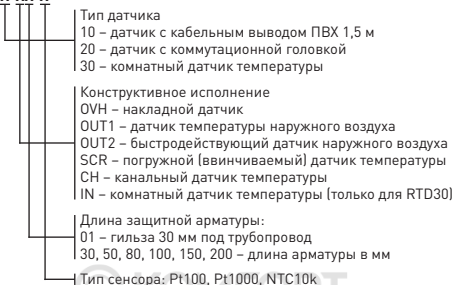 Тип датчика
10 – датчик с кабельным выводом ПВХ 1,5 м
20 – датчик с коммутационной головкой
30 – комнатный датчик температуры
Конструктивное исполнение
OVH – накладной датчик
OUT1 – датчик температуры наружного воздуха
OUT2 – быстродействующий датчик наружного воздуха
SCR – погружной (ввинчиваемый) датчик температуры
CH – канальный датчик температуры
IN – комнатный датчик температуры (только для RTD30)
Длина защитной арматуры:
01 – гильза 30 мм под трубопровод
30, 50, 80, 100, 150, 200 – длина арматуры в мм
Тип сенсора: Pt100, Pt1000, NTC10k